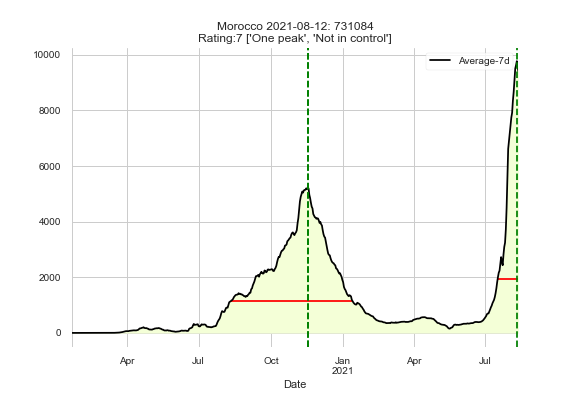 Morocco 2021-08-12: 731084
Rating:7 ['One peak', 'Not in control']
10000
8000
6000
4000
2000
0
Average-7d
Apr
Jul
Oct
Jan
2021
Apr
Jul
Date